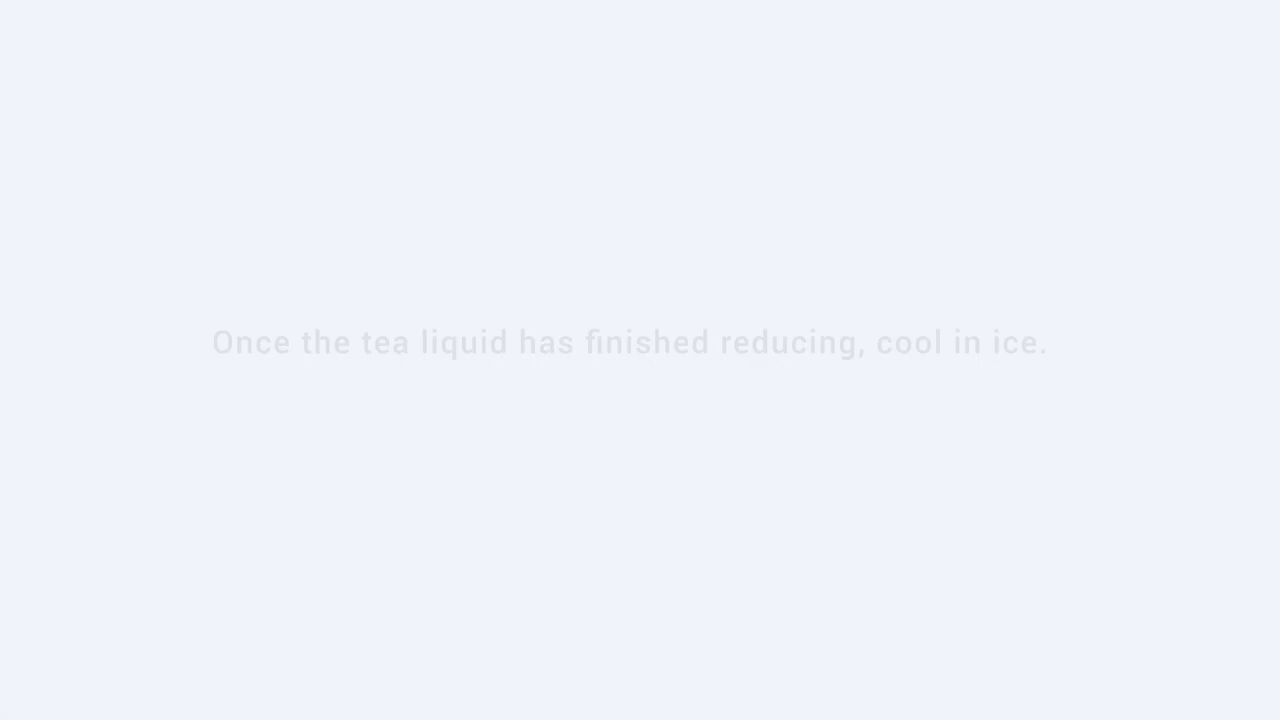 Once the tea liquid has finished reducing, cool in ice.